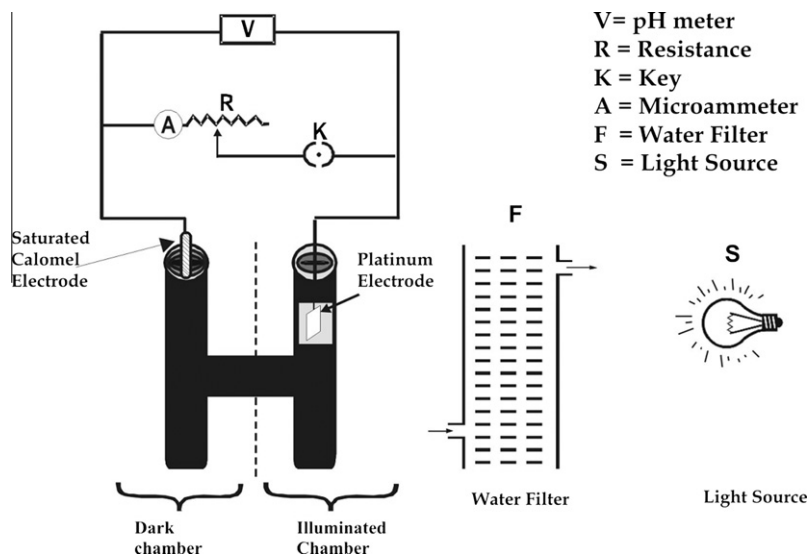 V= pH meter
R = Resistance
K = Key
A = Microammeter
F = Water Filter
S = Light Source
V
R
A
K
F
S
Saturated
Calomel
Electrode
Platinum
Electrode
Water Filter
Light Source
Dark
chamber
Illuminated
Chamber